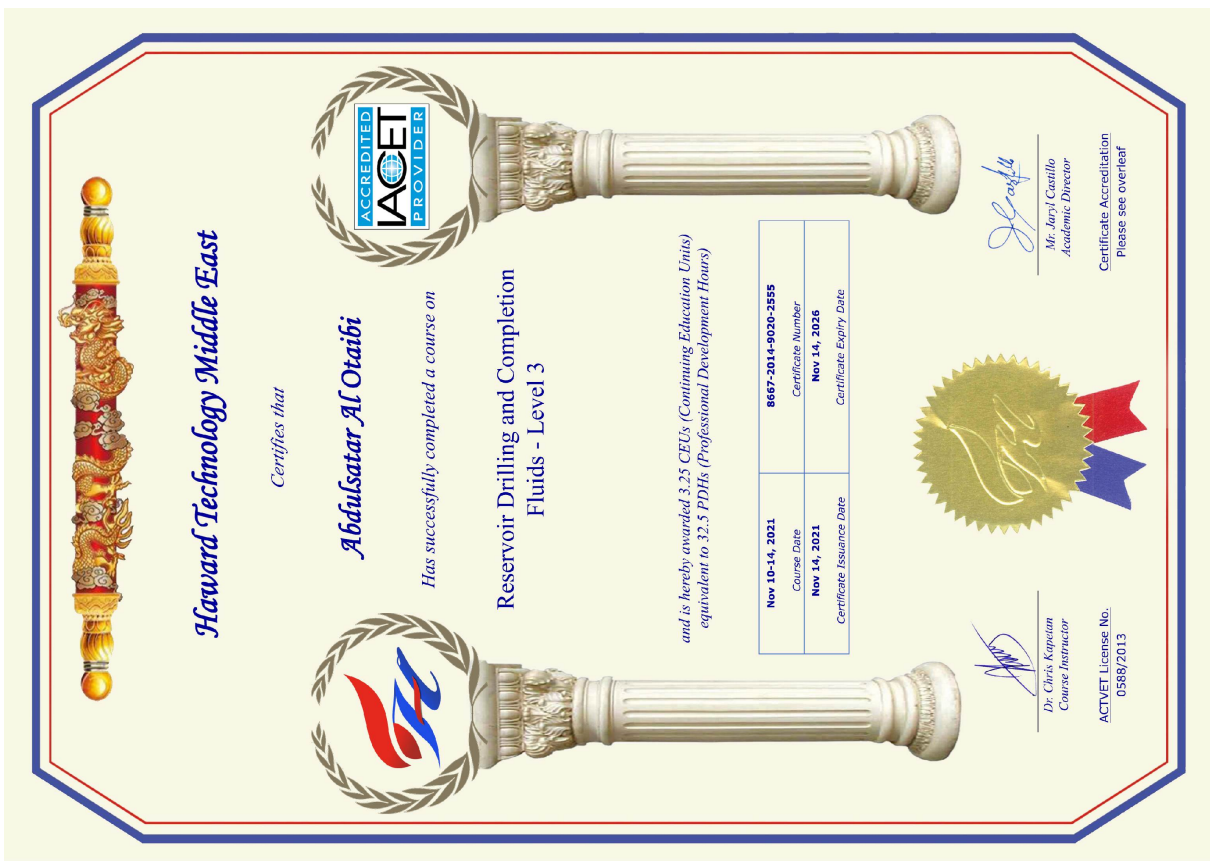 ACCREDITED
IACET
PROVIDER
Haward Technology Middle East
Certifies that
Abdulsatar Al Otaibi
Has successfully completed a course on
Reservoir Drilling and Completion
Fluids - Level 3
and is hereby awarded 3.25 CEUs (Continuing Education Units)
equivalent to 32.5 PDHs (Professional Development Hours)
Nov 10-14, 2021
8667-2014-9020-2555
Course Date
Certificate Number
Nov 14, 2021
Nov 14, 2026
Certificate Issuance Date
Certificate Expiry Date
Dr. Chris Kapetan
Course Instructor
Mr. Jaryl Castillo
Academic Director
ACTVET License No.
0588/2013
Certificate Accreditation
Please see overleaf